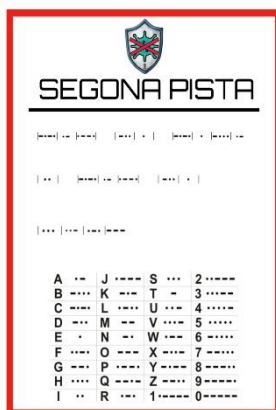 SEGONA PISTA
A ·- J ·--- S ··· 2 ··---
B -··· K -·- T - 3 ···--
C -·-· L ·-·· U ··- 4 ····-
D -·· M -- V ···- 5 ·····
E · N -· W ·-- 6 -····
F ··-· O --- X -··- 7 --···
G --· P ·--· Y -·-- 8 ---··
H ···· Q --·- Z --·· 9 ----·
I ·· R ·-· 1 ·---- 0 -----